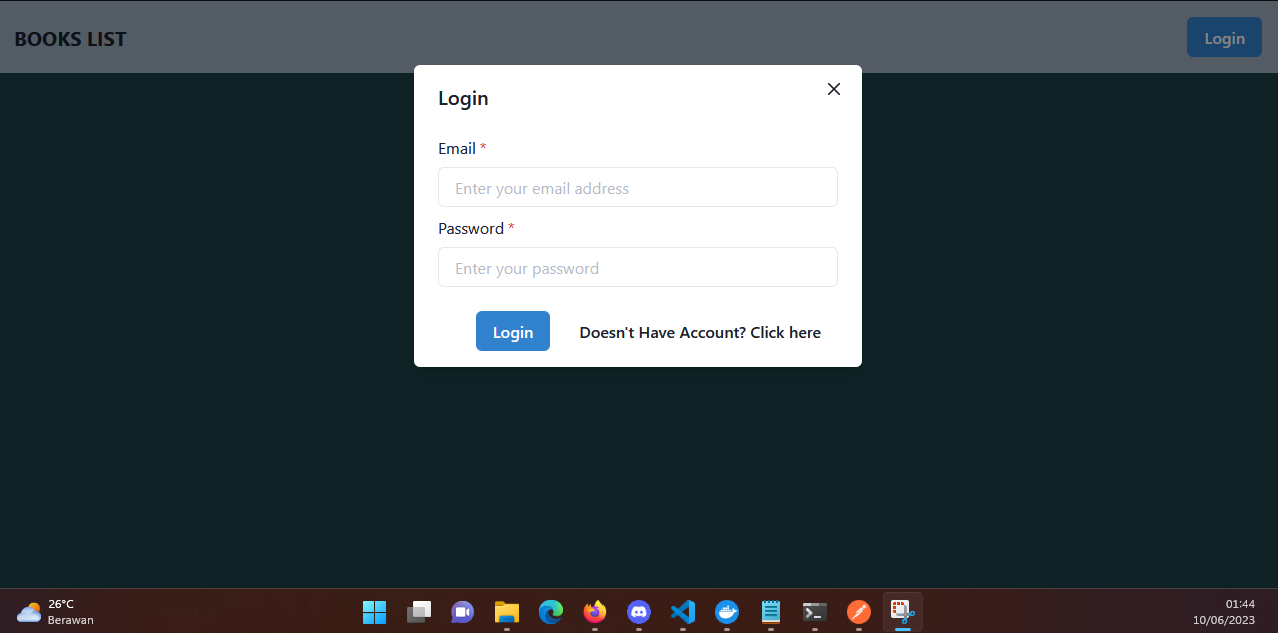 BOOKS LIST
Login
Login
Email *
Enter your email address
Password *
Enter your password
Login
Doesn't Have Account? Click here
26°C
Berawan
01:44
10/06/2023